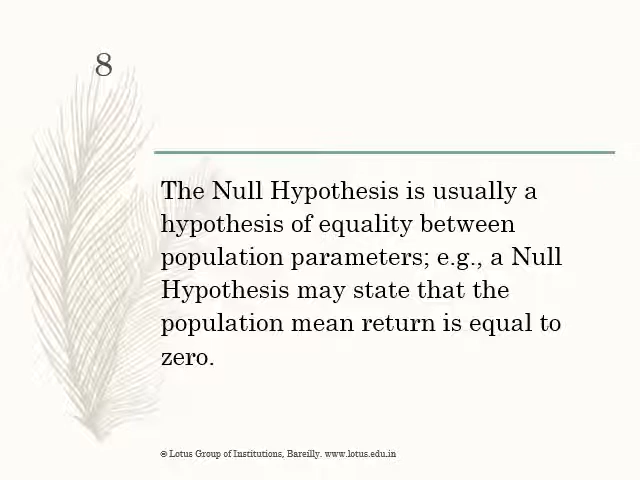 8
The Null Hypothesis is usually a
hypothesis of equality between
population parameters; e.g., a Null
Hypothesis may state that the
population mean return is equal to
zero.
© Lotus Group of Institutions, Bareilly. www.lotus.edu.in